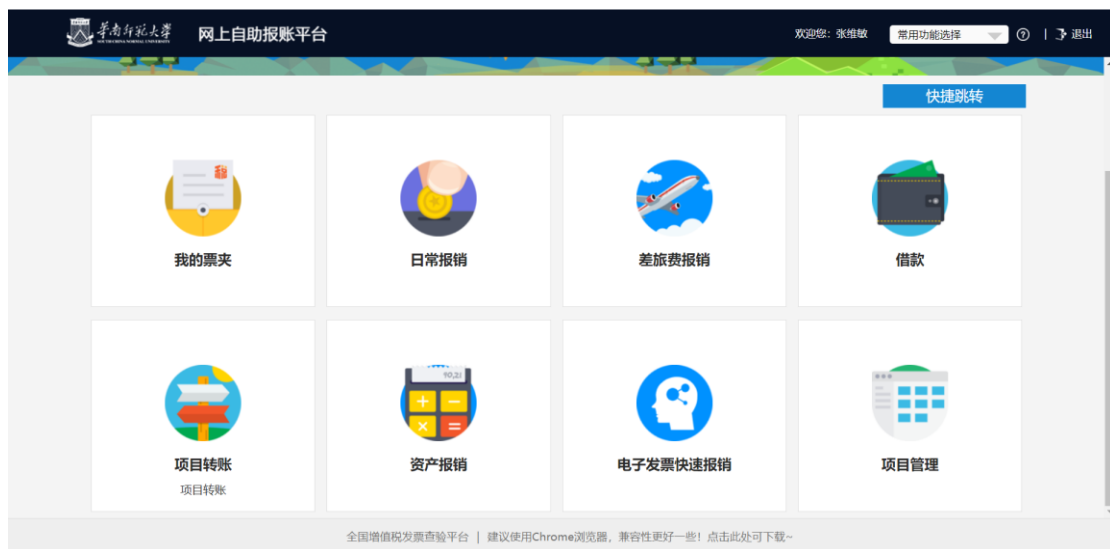 华南师范大学 网上自助报账平台 欢迎您：张维敏 常用功能选择 | 退出
SOUTH CHINA NORMAL UNIVERSITY
快捷跳转
我的票夹 日常报销 差旅费报销 借款
10,21
项目转账 资产报销 电子发票快速报销 项目管理
项目转账
全国增值税发票查验平台 | 建议使用Chrome浏览器，兼容性更好一些！点击此处可下载~